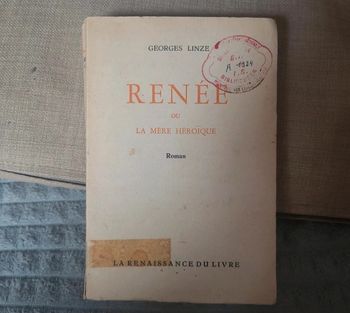 GEORGES LINZE
RENÉE
OU
LA MÈRE HÉROÏQUE
Roman
LA RENAISSANCE DU LIVRE